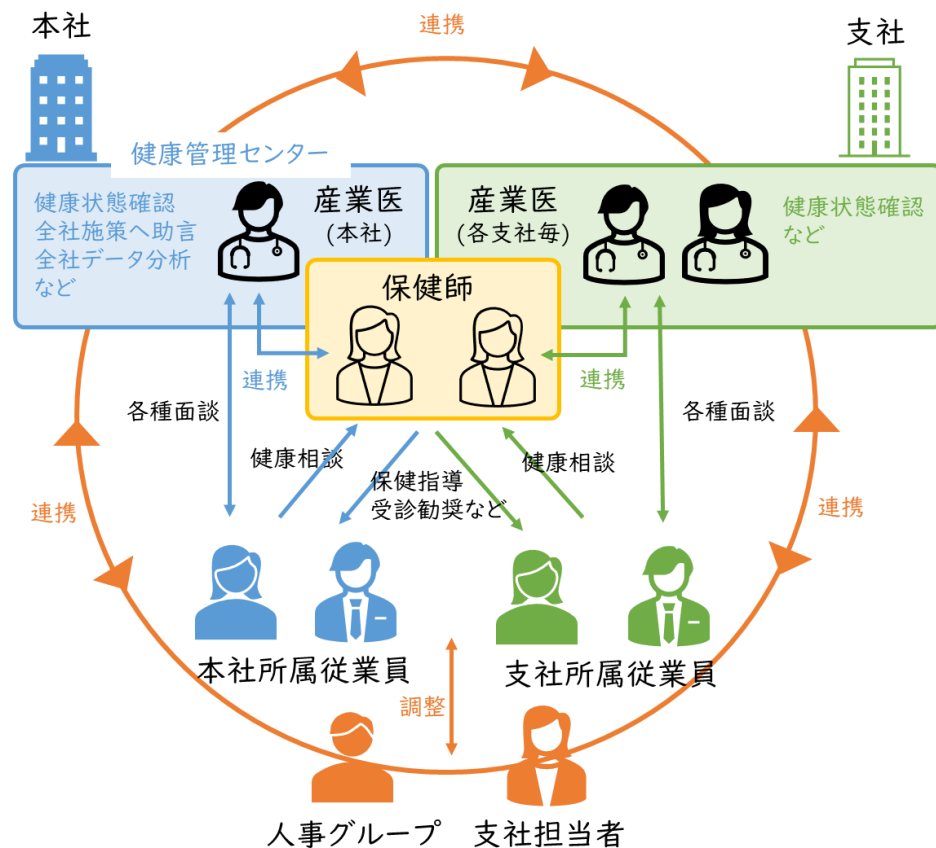 本社
連携
支社
健康管理センター
健康状態確認
全社施策へ助言
全社データ分析
など
産業医
(本社)
産業医
(各支社毎)
健康状態確認
など
保健師
連携
連携
各種面談
各種面談
健康相談
保健指導
受診勧奨など
健康相談
連携
連携
本社所属従業員
支社所属従業員
調整
人事グループ
支社担当者